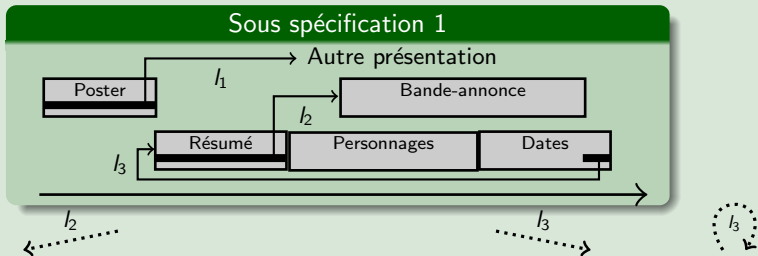 Sous spécification 1
Autre présentation
l₁
Poster
Bande-annonce
l₂
Résumé
Personnages
Dates
l₃
l₂
l₃
l₃